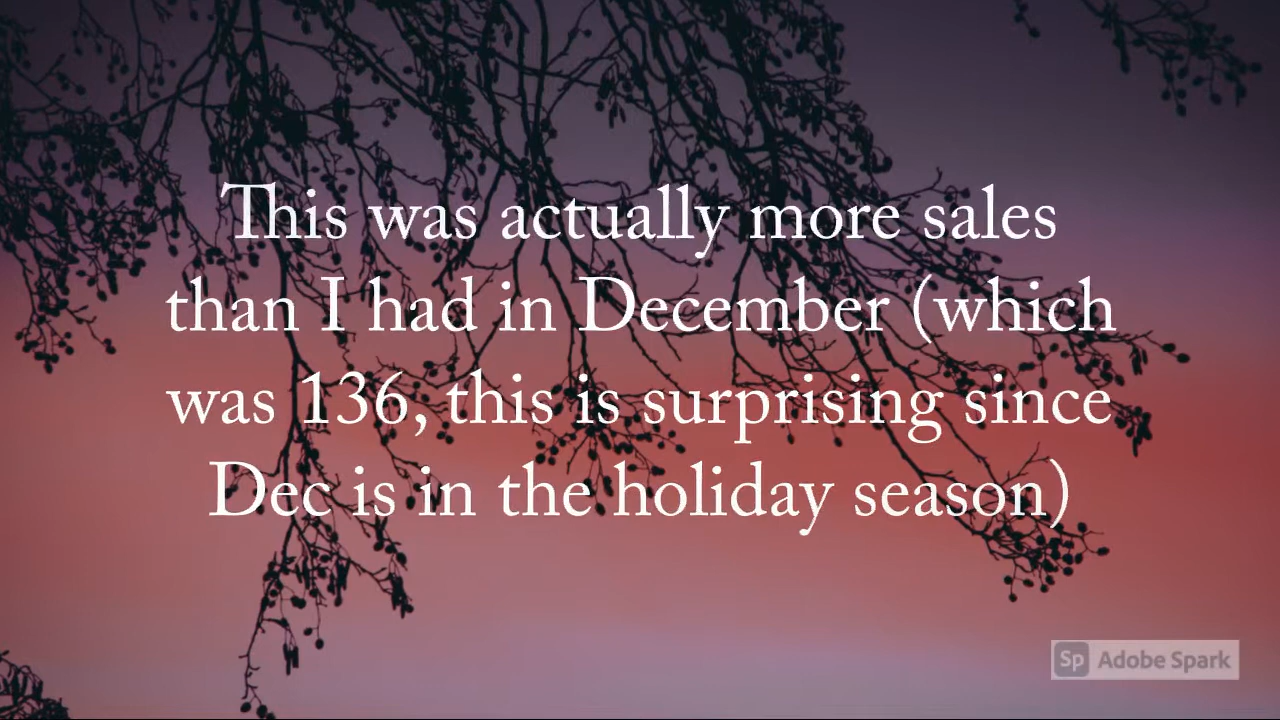 This was actually more sales
than I had in December (which
was 136, this is surprising since
Dec is in the holiday season)
Sp Adobe Spark